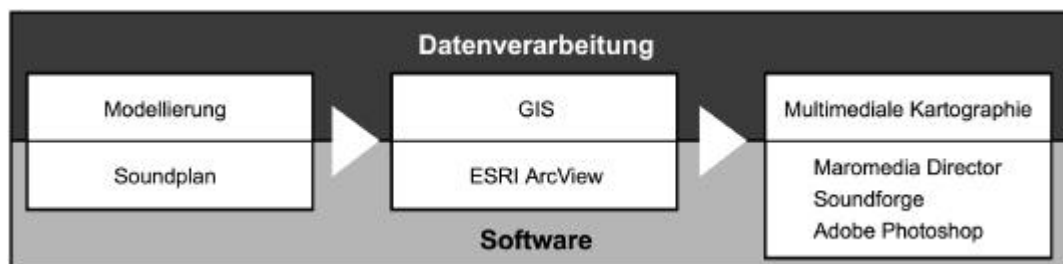 Datenverarbeitung
Modellierung
GIS
Multimediale Kartographie
Soundplan
ESRI ArcView
Maromedia Director
Soundforge
Adobe Photoshop
Software